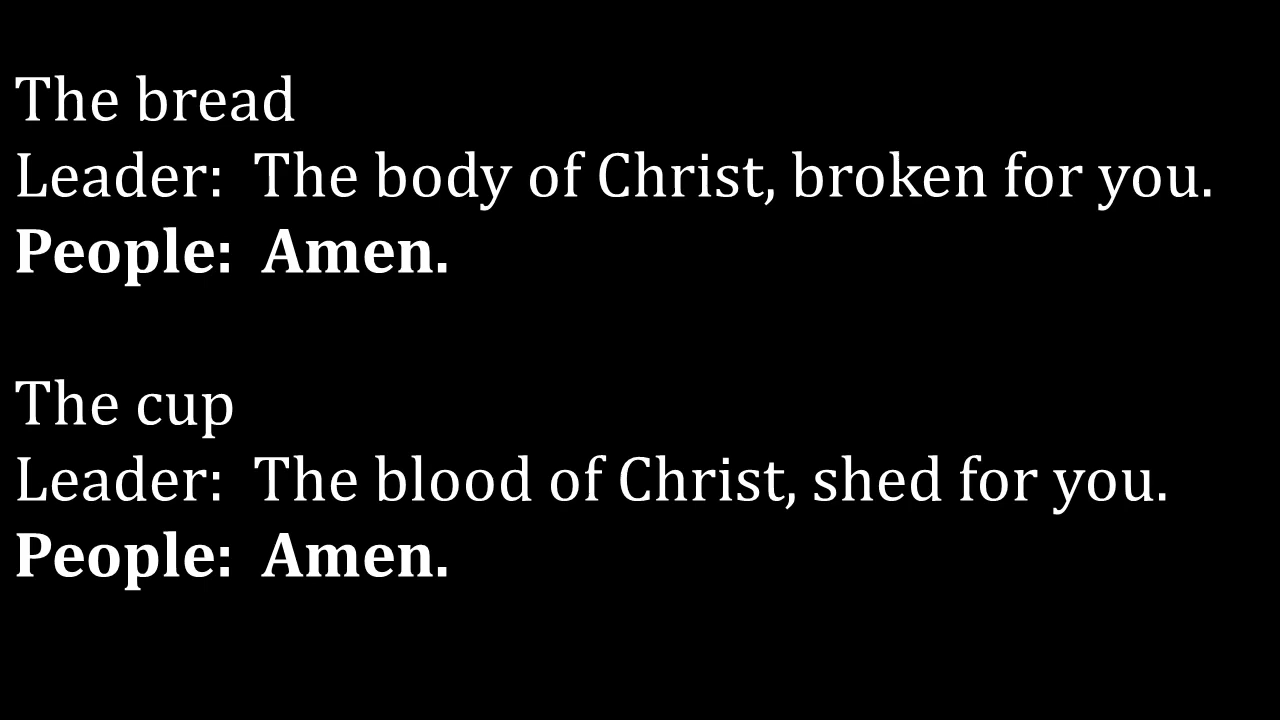 The bread
Leader:  The body of Christ, broken for you.
People:  Amen.
The cup
Leader:  The blood of Christ, shed for you.
People:  Amen.